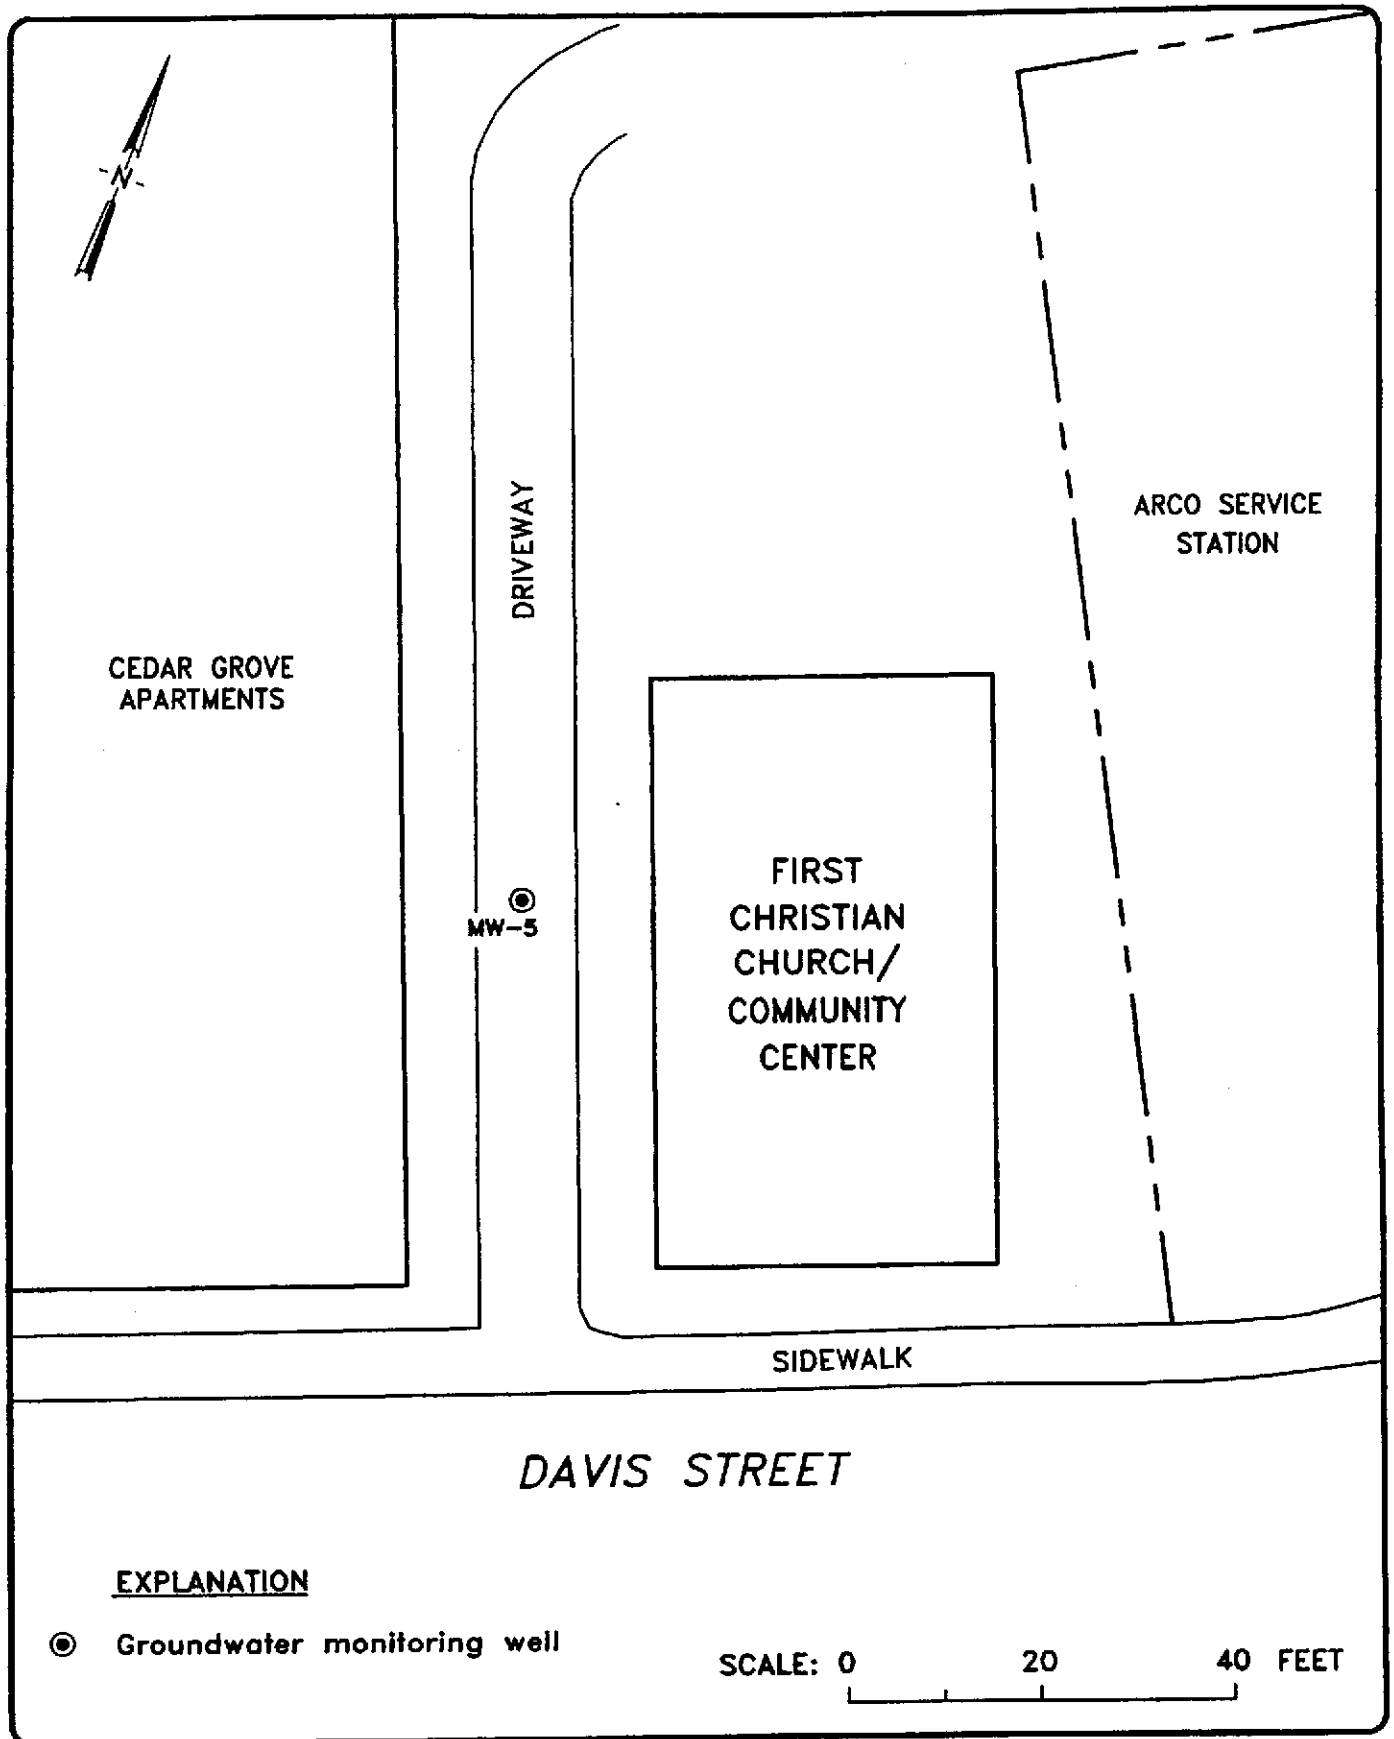 N
ARCO SERVICE
STATION
DRIVEWAY
CEDAR GROVE
APARTMENTS
FIRST
CHRISTIAN
CHURCH/
COMMUNITY
CENTER
MW-5
SIDEWALK
DAVIS STREET
EXPLANATION
Groundwater monitoring well
SCALE: 0 20 40 FEET